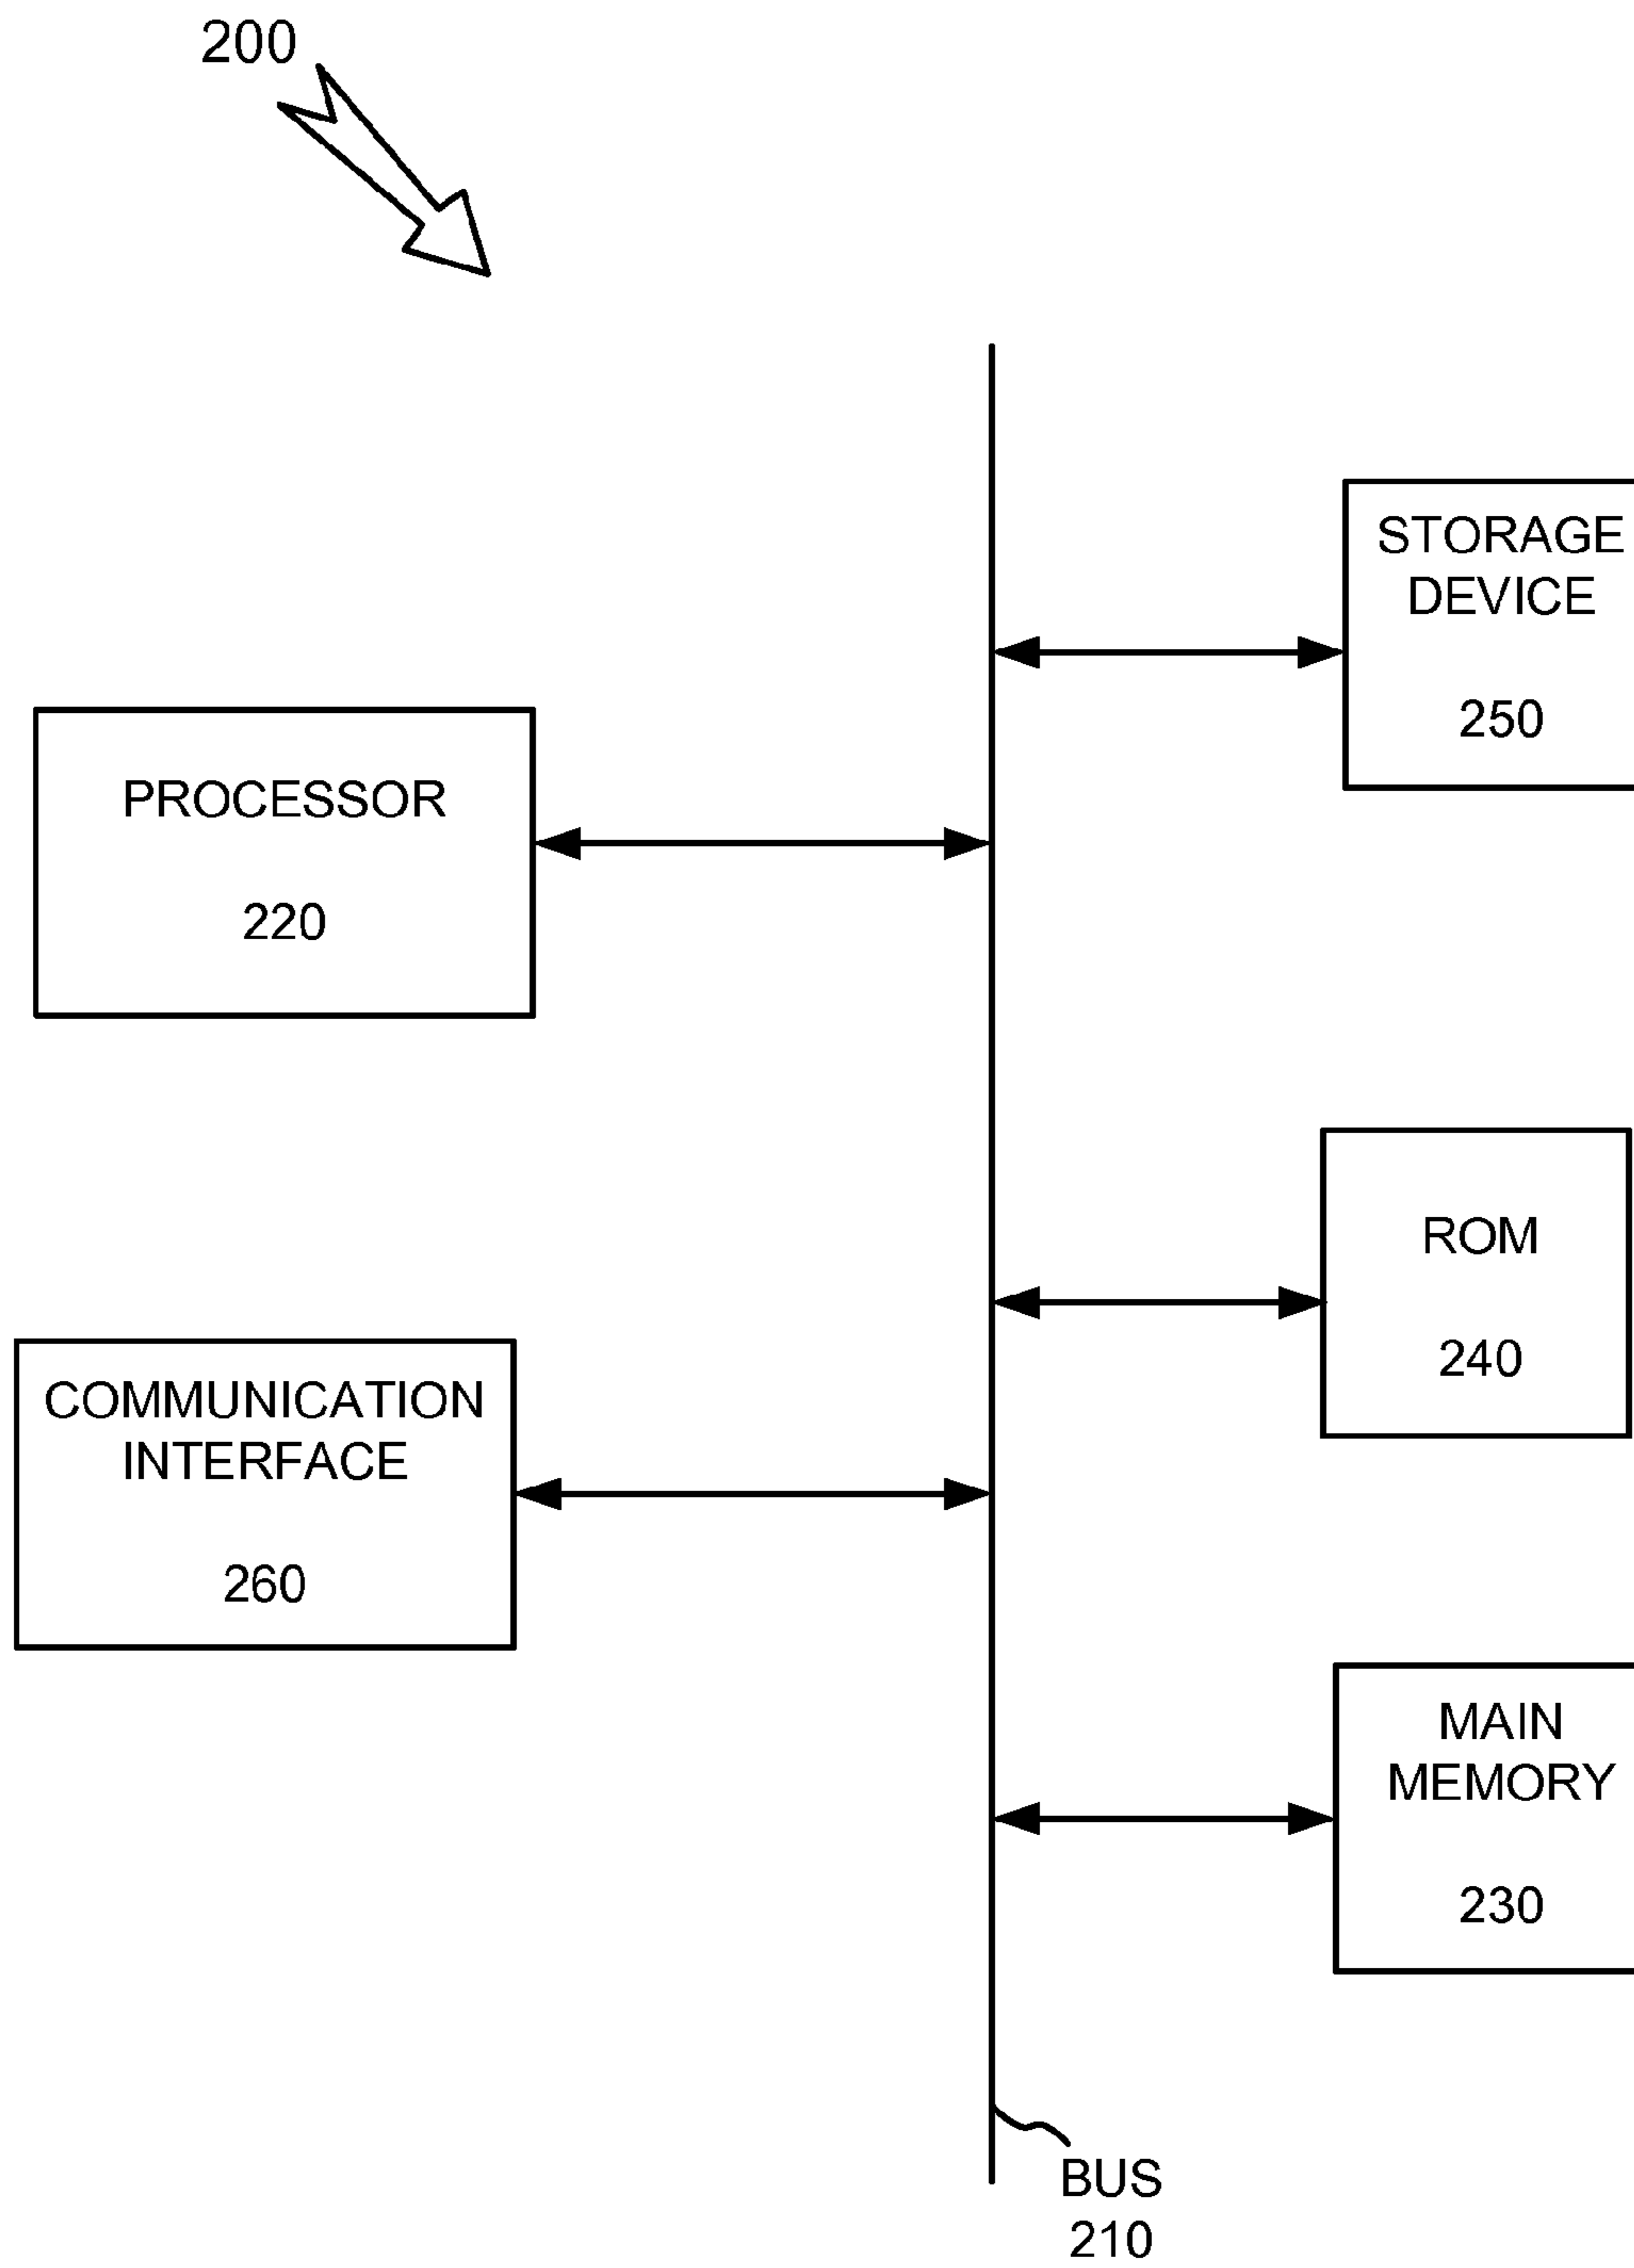 200
STORAGE
DEVICE
250
PROCESSOR
220
ROM
240
COMMUNICATION
INTERFACE
260
MAIN
MEMORY
230
BUS
210